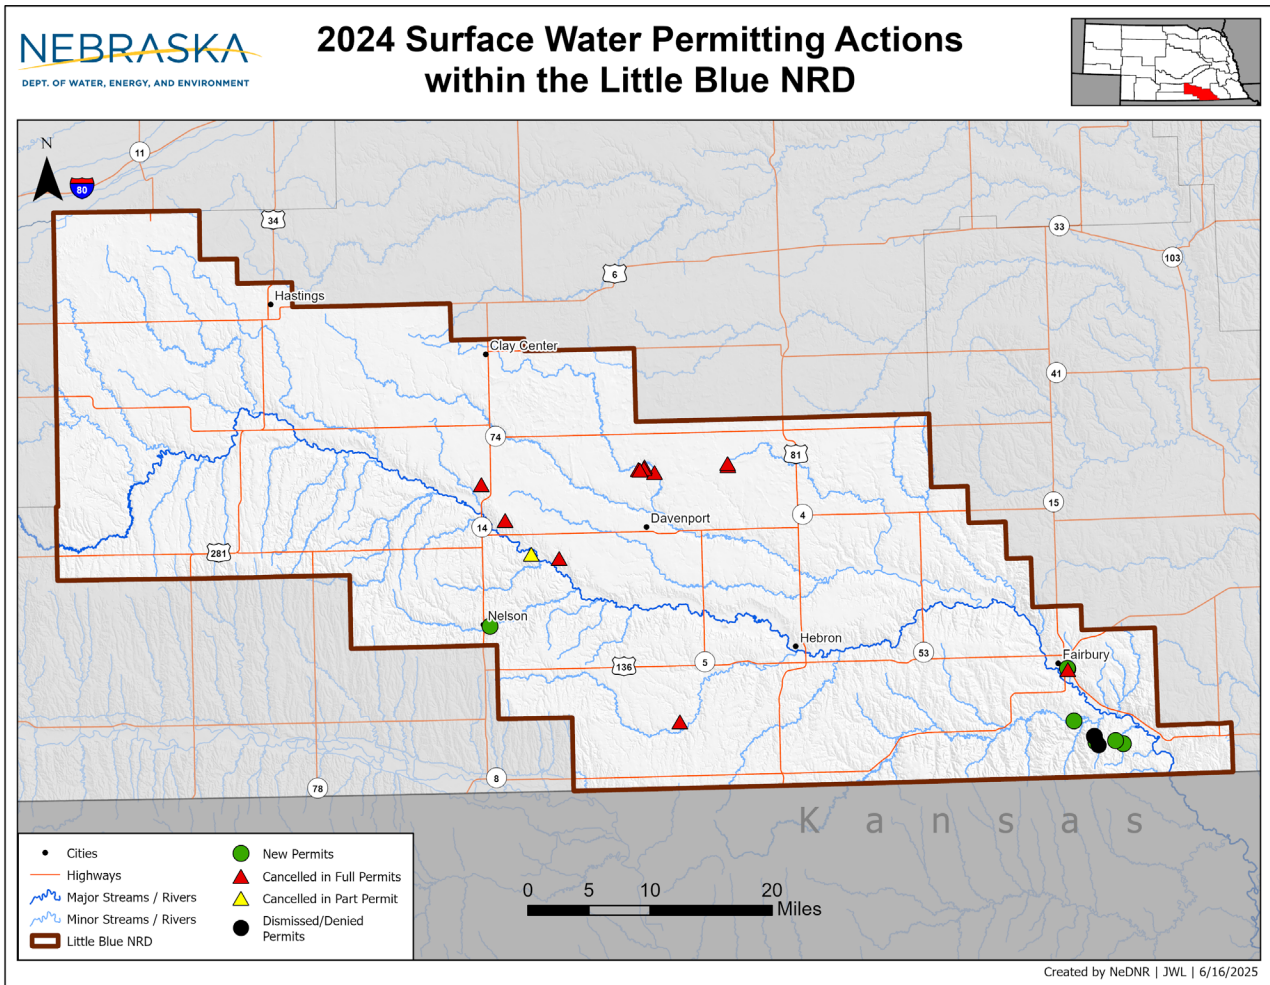 NEBRASKA
DEPT. OF WATER, ENERGY, AND ENVIRONMENT
2024 Surface Water Permitting Actions
within the Little Blue NRD
N
11
80
34
6
33
103
Hastings
Clay Center
41
74
81
15
14
Davenport
4
281
Nelson
Hebron
136
5
53
Fairbury
78
8
Kansas
Cities
Highways
Major Streams / Rivers
Minor Streams / Rivers
Little Blue NRD
New Permits
Cancelled in Full Permits
Cancelled in Part Permit
Dismissed/Denied
Permits
0 5 10 20
Miles
Created by NeDNR | JWL | 6/16/2025